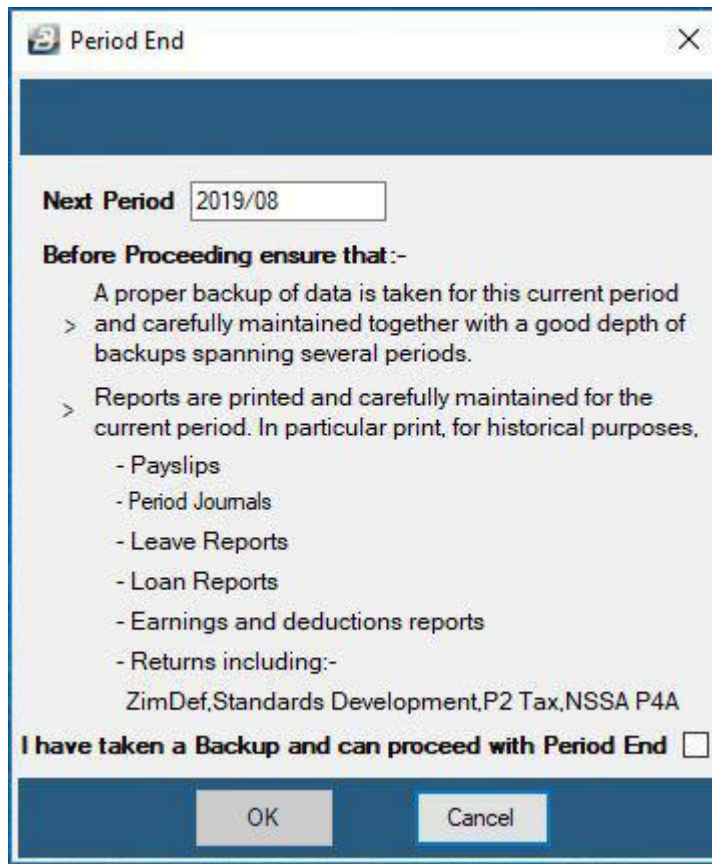 Period End
Next Period 2019/08
Before Proceeding ensure that:-
A proper backup of data is taken for this current period
> and carefully maintained together with a good depth of
backups spanning several periods.
> Reports are printed and carefully maintained for the
current period. In particular print, for historical purposes,
- Payslips
- Period Journals
- Leave Reports
- Loan Reports
- Earnings and deductions reports
- Returns including:-
ZimDef,Standards Development,P2 Tax,NSSA P4A
I have taken a Backup and can proceed with Period End
OK Cancel